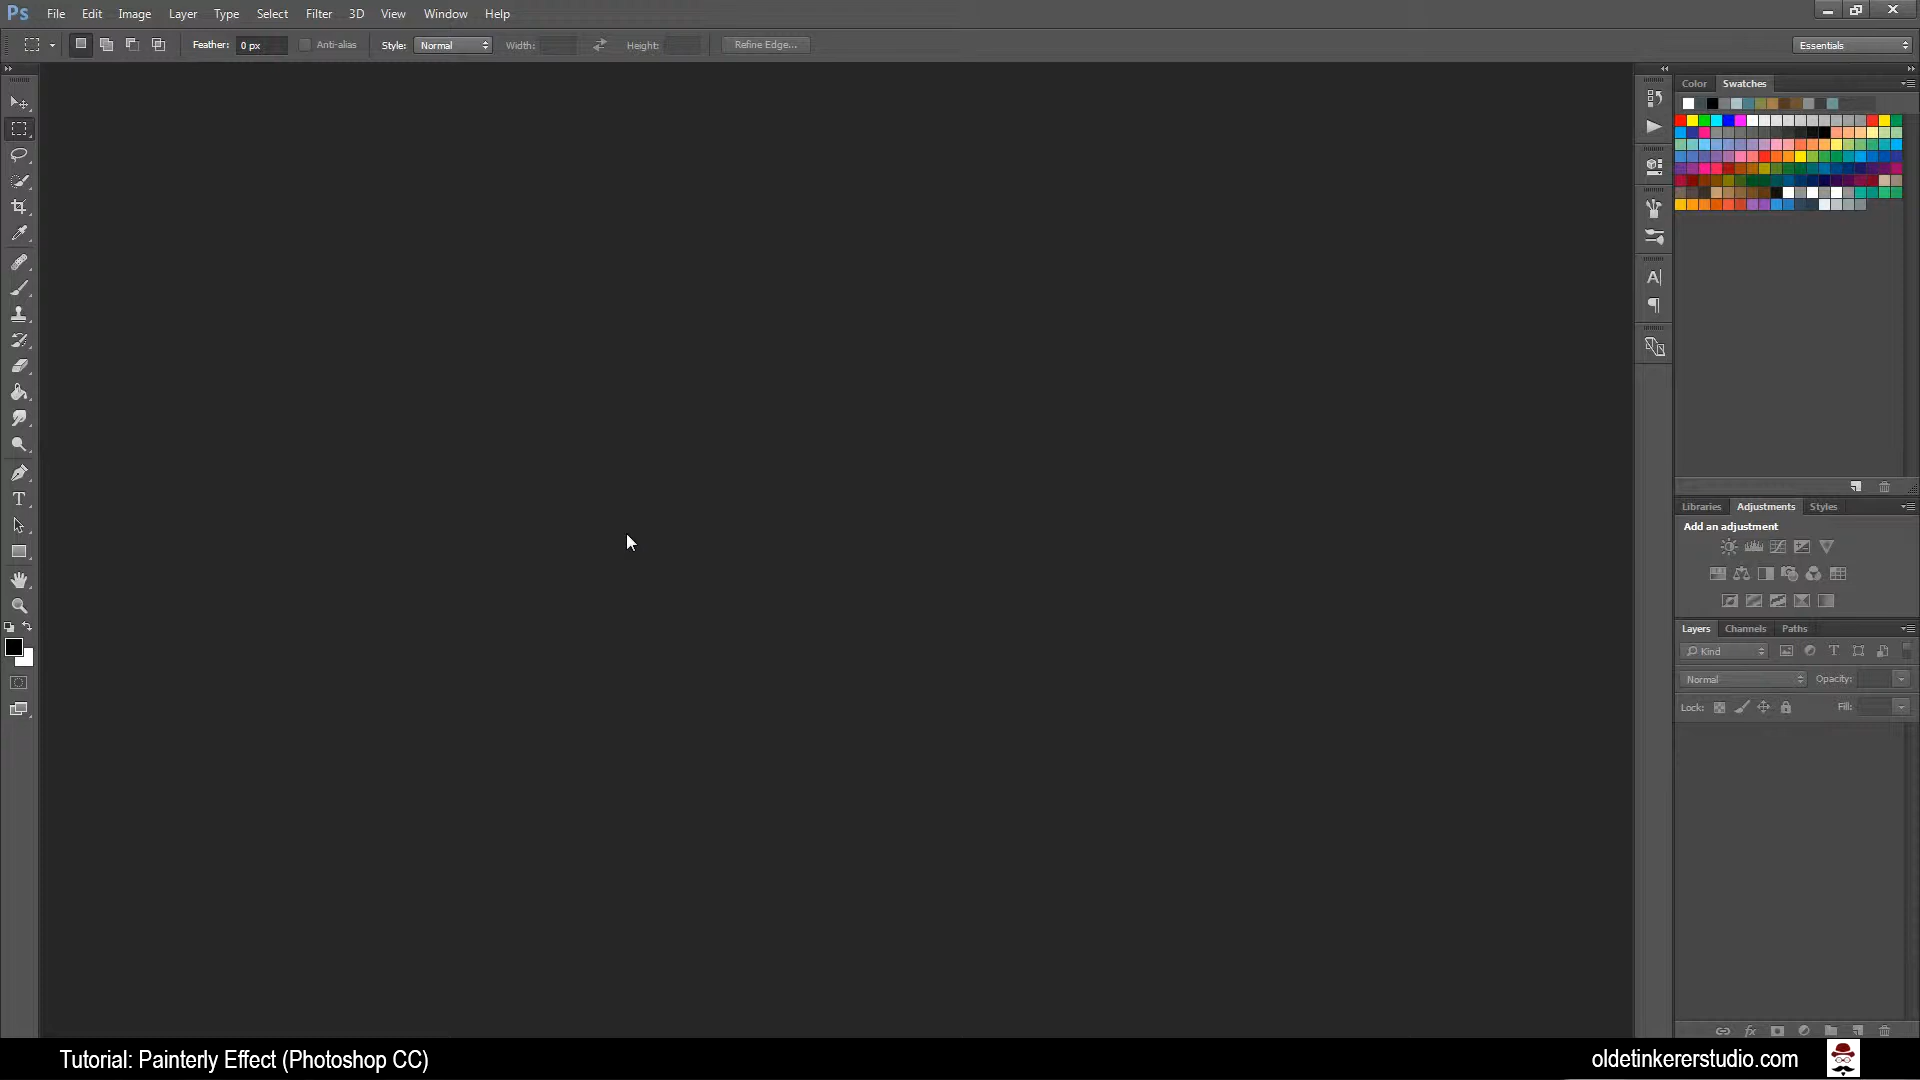 Ps File Edit Image Layer Type Select Filter 3D View Window Help
Feather: 0 px Anti-alias Style: Normal Width: Height: Refine Edge... Essentials
Color Swatches
Libraries Adjustments Styles
Add an adjustment
Layers Channels Paths
Kind
Normal Opacity:
Lock: Fill:
Tutorial: Painterly Effect (Photoshop CC)
oldetinkererstudio.com